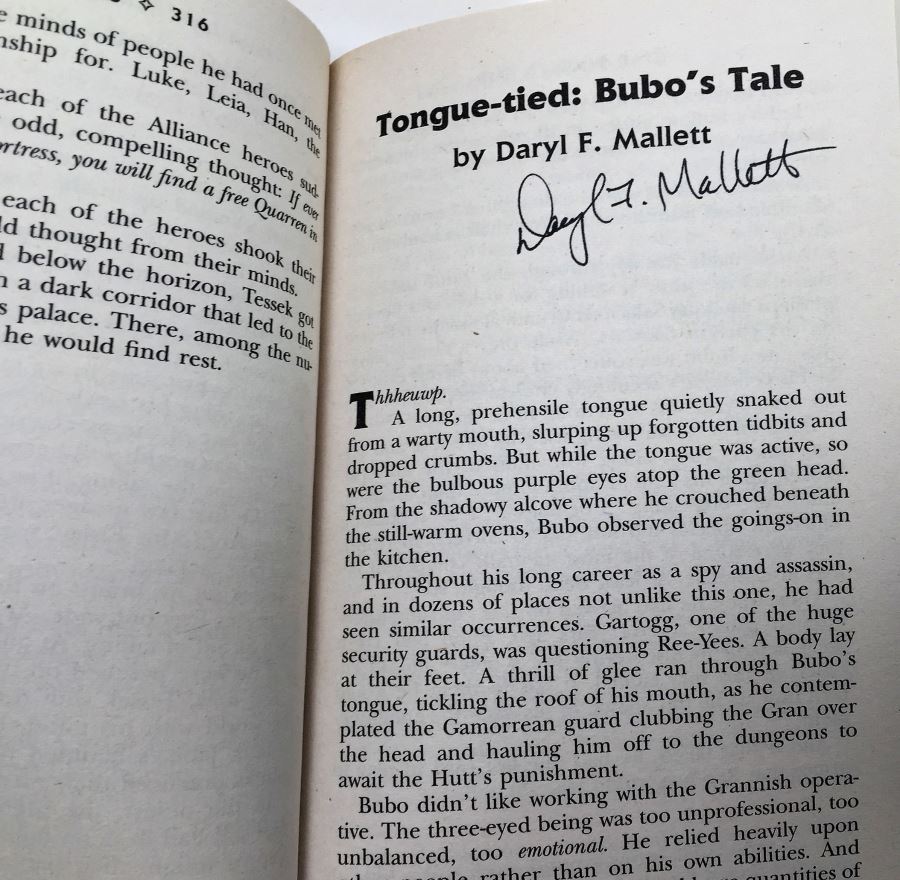 ✧ 316
minds of people he had once met
for. Luke, Leia, Han, the
each of the Alliance heroes sud-
odd, compelling thought: If ever
you will find a free Quarren in
each of the heroes shook their
thought from their minds.
below the horizon, Tessek got
a dark corridor that led to the
palace. There, among the nu-
he would find rest.
Tongue-tied: Bubo's Tale
by Daryl F. Mallett
Daryl F. Mallett
Thhheuwp.
A long, prehensile tongue quietly snaked out
from a warty mouth, slurping up forgotten tidbits and
dropped crumbs. But while the tongue was active, so
were the bulbous purple eyes atop the green head.
From the shadowy alcove where he crouched beneath
the still-warm ovens, Bubo observed the goings-on in
the kitchen.
Throughout his long career as a spy and assassin,
and in dozens of places not unlike this one, he had
seen similar occurrences. Gartogg, one of the huge
security guards, was questioning Ree-Yees. A body lay
at their feet. A thrill of glee ran through Bubo's
tongue, tickling the roof of his mouth, as he contem-
plated the Gamorrean guard clubbing the Gran over
the head and hauling him off to the dungeons to
await the Hutt's punishment.
Bubo didn't like working with the Grannish opera-
tive. The three-eyed being was too unprofessional, too
unbalanced, too emotional. He relied heavily upon
people rather than on his own abilities. And
quantities of